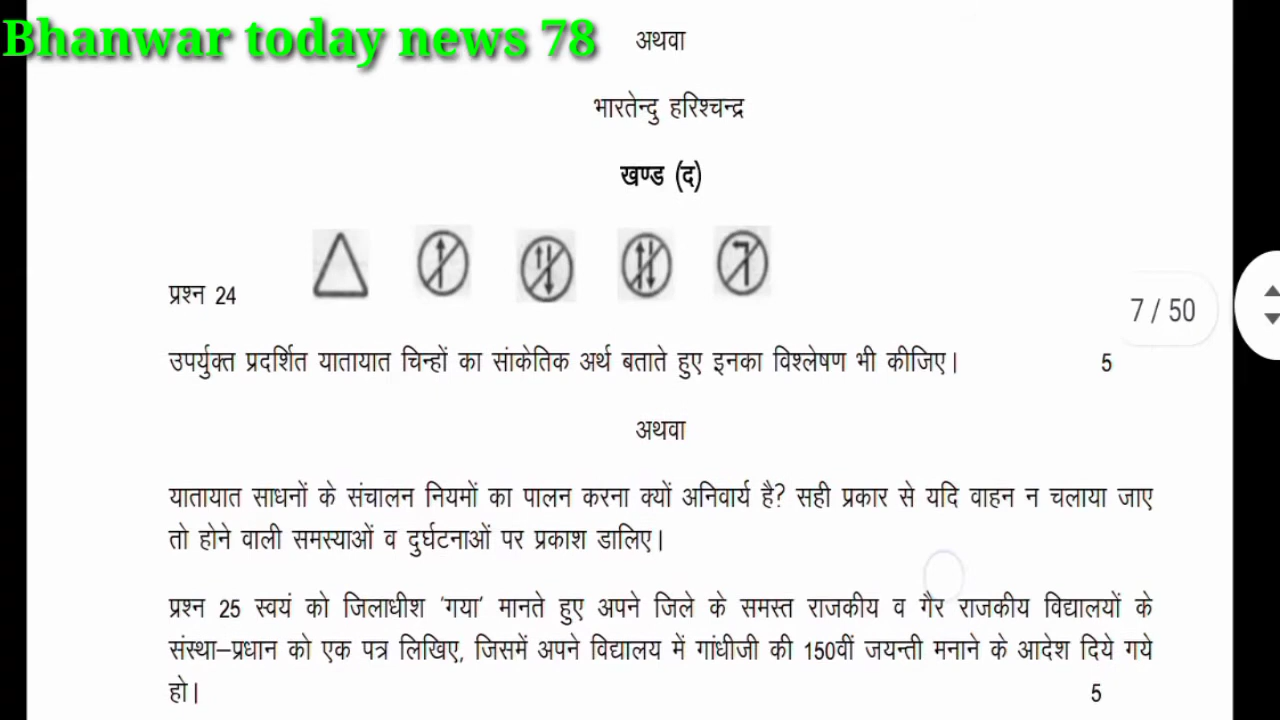 Bhanwar today news 78
अथवा
भारतेन्दु हरिश्चन्द्र
खण्ड (द)
प्रश्न 24
7 / 50
उपर्युक्त प्रदर्शित यातायात चिन्हों का सांकेतिक अर्थ बताते हुए इनका विश्लेषण भी कीजिए। 5
अथवा
यातायात साधनों के संचालन नियमों का पालन करना क्यों अनिवार्य है? सही प्रकार से यदि वाहन न चलाया जाए
तो होने वाली समस्याओं व दुर्घटनाओं पर प्रकाश डालिए।
प्रश्न 25 स्वयं को जिलाधीश ‘गया’ मानते हुए अपने जिले के समस्त राजकीय व गैर राजकीय विद्यालयों के
संस्था–प्रधान को एक पत्र लिखिए, जिसमें अपने विद्यालय में गांधीजी की 150वीं जयन्ती मनाने के आदेश दिये गये
हो। 5